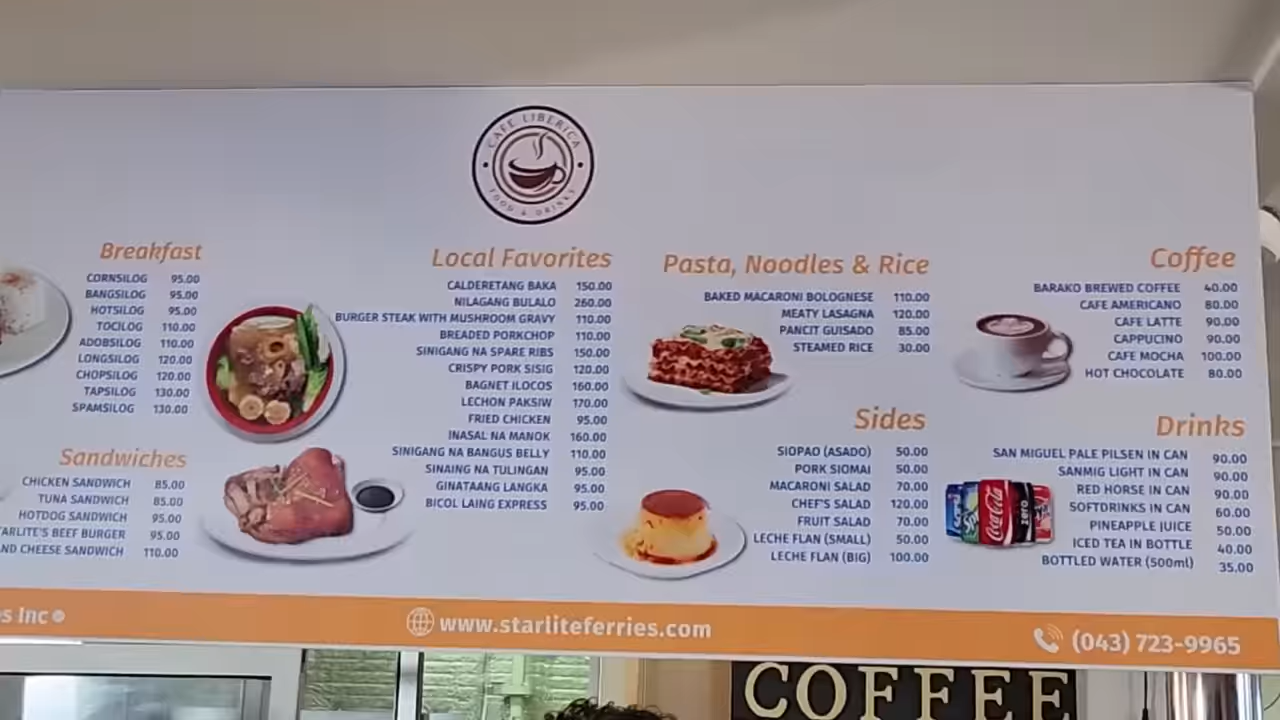 CAFE LIBERICA
FOOD & DRINKS
Breakfast
CORNSILOG 95.00
BANGSILOG 95.00
HOTSILOG 95.00
TOCILOG 110.00
ADOBSILOG 110.00
LONGSILOG 120.00
CHOPSILOG 120.00
TAPSILOG 130.00
SPAMSILOG 130.00
Sandwiches
CHICKEN SANDWICH 85.00
TUNA SANDWICH 85.00
HOTDOG SANDWICH 95.00
TARLITE'S BEEF BURGER 95.00
ND CHEESE SANDWICH 110.00
Local Favorites
CALDERETANG BAKA 150.00
NILAGANG BULALO 260.00
BURGER STEAK WITH MUSHROOM GRAVY 110.00
BREADED PORKCHOP 110.00
SINIGANG NA SPARE RIBS 150.00
CRISPY PORK SISIG 120.00
BAGNET ILOCOS 160.00
LECHON PAKSIW 170.00
FRIED CHICKEN 95.00
INASAL NA MANOK 160.00
SINIGANG NA BANGUS BELLY 110.00
SINAING NA TULINGAN 95.00
GINATAANG LANGKA 95.00
BICOL LAING EXPRESS 95.00
Pasta, Noodles & Rice
BAKED MACARONI BOLOGNESE 110.00
MEATY LASAGNA 120.00
PANCIT GUISADO 85.00
STEAMED RICE 30.00
Sides
SIOPAO (ASADO) 50.00
PORK SIOMAI 50.00
MACARONI SALAD 70.00
CHEF'S SALAD 120.00
FRUIT SALAD 70.00
LECHE FLAN (SMALL) 50.00
LECHE FLAN (BIG) 100.00
Coffee
BARAKO BREWED COFFEE 40.00
CAFE AMERICANO 80.00
CAFE LATTE 90.00
CAPPUCINO 90.00
CAFE MOCHA 100.00
HOT CHOCOLATE 80.00
Drinks
SAN MIGUEL PALE PILSEN IN CAN 90.00
SANMIG LIGHT IN CAN 90.00
RED HORSE IN CAN 90.00
SOFTDRINKS IN CAN 60.00
PINEAPPLE JUICE 50.00
ICED TEA IN BOTTLE 40.00
BOTTLED WATER (500ml) 35.00
Coca-Cola
s Inc
www.starliteferries.com
(043) 723-9965
COFFEE